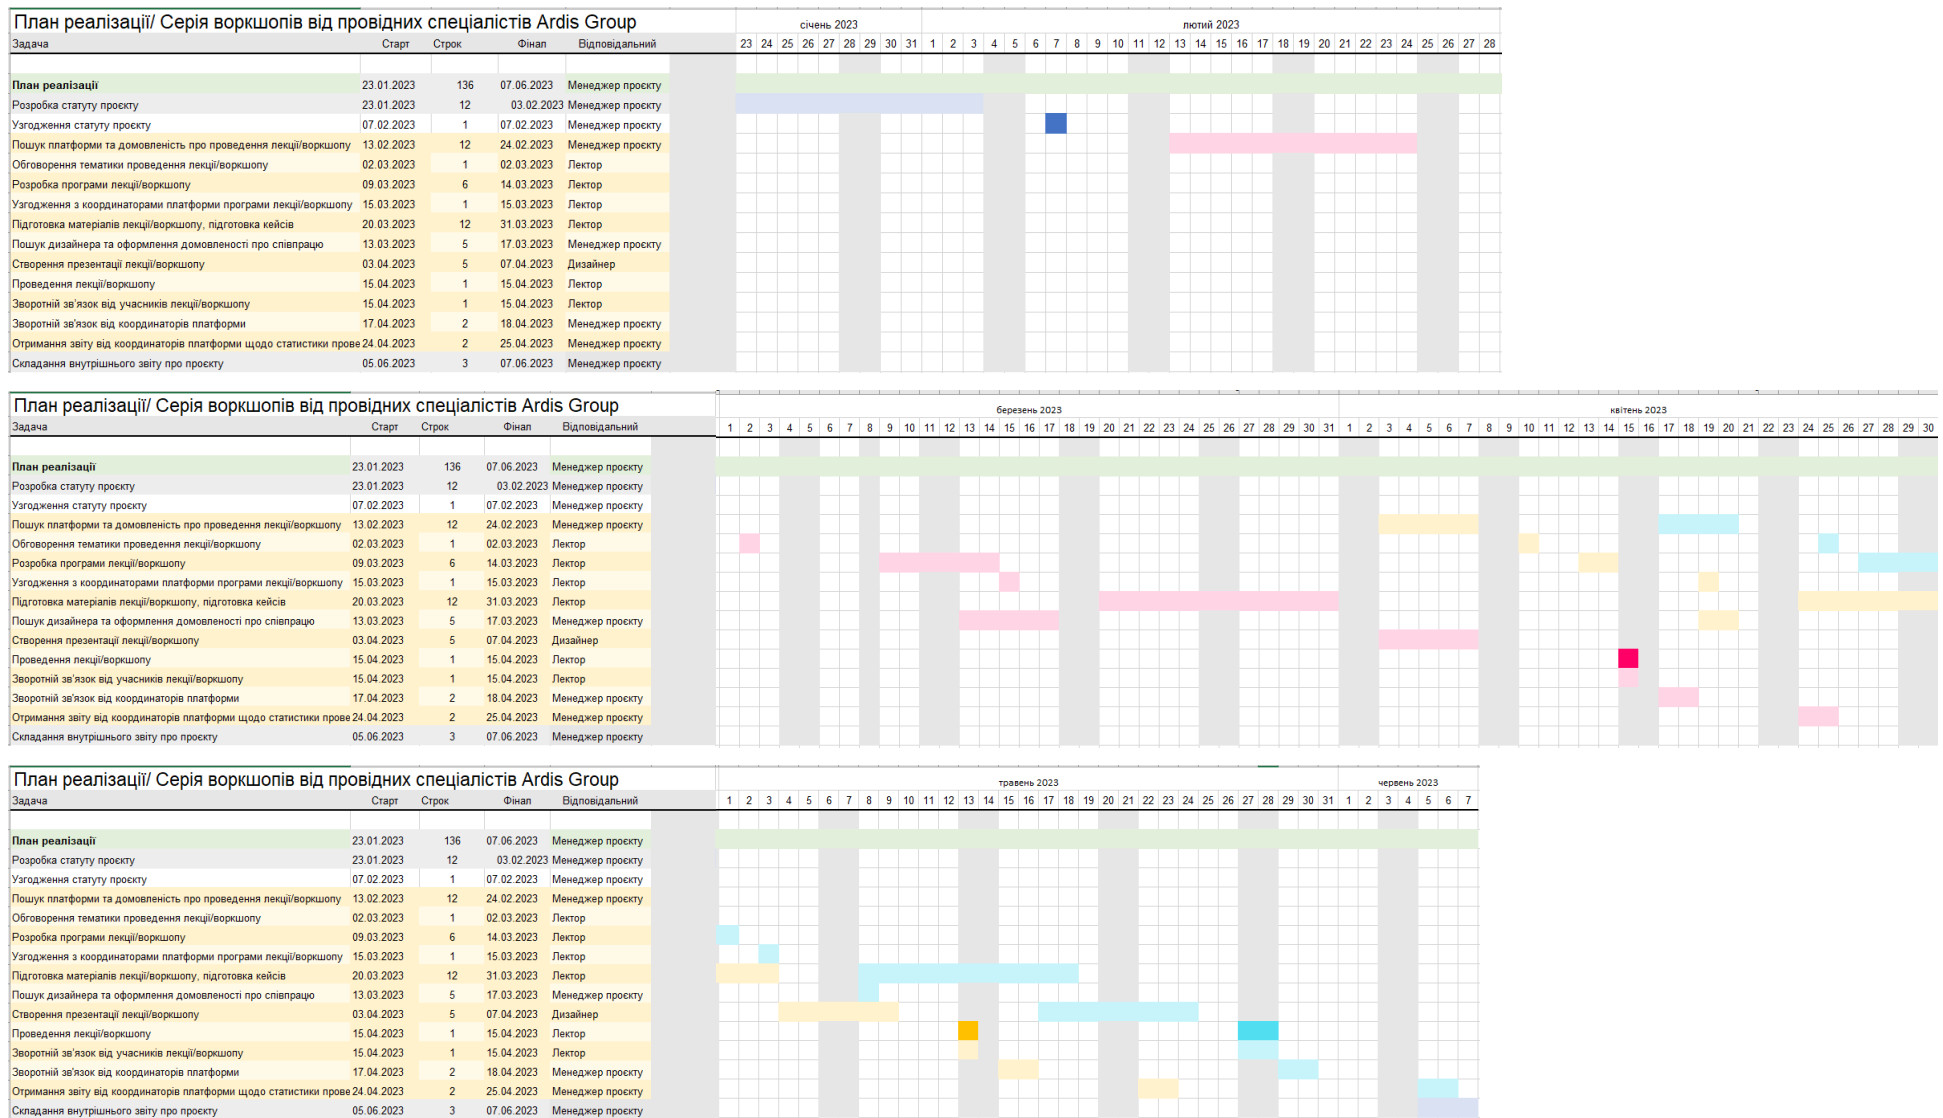 План реалізації/ Серія воркшопів від провідних спеціалістів Ardis Group
січень 2023 лютий 2023
Задача Старт Строк Фінал Відповідальний 23 24 25 26 27 28 29 30 31 1 2 3 4 5 6 7 8 9 10 11 12 13 14 15 16 17 18 19 20 21 22 23 24 25 26 27 28
План реалізації 23.01.2023 136 07.06.2023 Менеджер проєкту
Розробка статуту проєкту 23.01.2023 12 03.02.2023 Менеджер проєкту
Узгодження статуту проєкту 07.02.2023 1 07.02.2023 Менеджер проєкту
Пошук платформи та домовленість про проведення лекції/воркшопу 13.02.2023 12 24.02.2023 Менеджер проєкту
Обговорення тематики проведення лекції/воркшопу 02.03.2023 1 02.03.2023 Лектор
Розробка програми лекції/воркшопу 09.03.2023 6 14.03.2023 Лектор
Узгодження з координаторами платформи програми лекції/воркшопу 15.03.2023 1 15.03.2023 Лектор
Підготовка матеріалів лекції/воркшопу, підготовка кейсів 20.03.2023 12 31.03.2023 Лектор
Пошук дизайнера та оформлення домовленості про співпрацю 13.03.2023 5 17.03.2023 Менеджер проєкту
Створення презентації лекції/воркшопу 03.04.2023 5 07.04.2023 Дизайнер
Проведення лекції/воркшопу 15.04.2023 1 15.04.2023 Лектор
Зворотній зв'язок від учасників лекції/воркшопу 15.04.2023 1 15.04.2023 Лектор
Зворотній зв'язок від координаторів платформи 17.04.2023 2 18.04.2023 Менеджер проєкту
Отримання звіту від координаторів платформи щодо статистики прове 24.04.2023 2 25.04.2023 Менеджер проєкту
Складання внутрішнього звіту про проєкту 05.06.2023 3 07.06.2023 Менеджер проєкту
План реалізації/ Серія воркшопів від провідних спеціалістів Ardis Group
березень 2023 квітень 2023
Задача Старт Строк Фінал Відповідальний 1 2 3 4 5 6 7 8 9 10 11 12 13 14 15 16 17 18 19 20 21 22 23 24 25 26 27 28 29 30 31 1 2 3 4 5 6 7 8 9 10 11 12 13 14 15 16 17 18 19 20 21 22 23 24 25 26 27 28 29 30
План реалізації 23.01.2023 136 07.06.2023 Менеджер проєкту
Розробка статуту проєкту 23.01.2023 12 03.02.2023 Менеджер проєкту
Узгодження статуту проєкту 07.02.2023 1 07.02.2023 Менеджер проєкту
Пошук платформи та домовленість про проведення лекції/воркшопу 13.02.2023 12 24.02.2023 Менеджер проєкту
Обговорення тематики проведення лекції/воркшопу 02.03.2023 1 02.03.2023 Лектор
Розробка програми лекції/воркшопу 09.03.2023 6 14.03.2023 Лектор
Узгодження з координаторами платформи програми лекції/воркшопу 15.03.2023 1 15.03.2023 Лектор
Підготовка матеріалів лекції/воркшопу, підготовка кейсів 20.03.2023 12 31.03.2023 Лектор
Пошук дизайнера та оформлення домовленості про співпрацю 13.03.2023 5 17.03.2023 Менеджер проєкту
Створення презентації лекції/воркшопу 03.04.2023 5 07.04.2023 Дизайнер
Проведення лекції/воркшопу 15.04.2023 1 15.04.2023 Лектор
Зворотній зв'язок від учасників лекції/воркшопу 15.04.2023 1 15.04.2023 Лектор
Зворотній зв'язок від координаторів платформи 17.04.2023 2 18.04.2023 Менеджер проєкту
Отримання звіту від координаторів платформи щодо статистики прове 24.04.2023 2 25.04.2023 Менеджер проєкту
Складання внутрішнього звіту про проєкту 05.06.2023 3 07.06.2023 Менеджер проєкту
План реалізації/ Серія воркшопів від провідних спеціалістів Ardis Group
травень 2023 червень 2023
Задача Старт Строк Фінал Відповідальний 1 2 3 4 5 6 7 8 9 10 11 12 13 14 15 16 17 18 19 20 21 22 23 24 25 26 27 28 29 30 31 1 2 3 4 5 6 7
План реалізації 23.01.2023 136 07.06.2023 Менеджер проєкту
Розробка статуту проєкту 23.01.2023 12 03.02.2023 Менеджер проєкту
Узгодження статуту проєкту 07.02.2023 1 07.02.2023 Менеджер проєкту
Пошук платформи та домовленість про проведення лекції/воркшопу 13.02.2023 12 24.02.2023 Менеджер проєкту
Обговорення тематики проведення лекції/воркшопу 02.03.2023 1 02.03.2023 Лектор
Розробка програми лекції/воркшопу 09.03.2023 6 14.03.2023 Лектор
Узгодження з координаторами платформи програми лекції/воркшопу 15.03.2023 1 15.03.2023 Лектор
Підготовка матеріалів лекції/воркшопу, підготовка кейсів 20.03.2023 12 31.03.2023 Лектор
Пошук дизайнера та оформлення домовленості про співпрацю 13.03.2023 5 17.03.2023 Менеджер проєкту
Створення презентації лекції/воркшопу 03.04.2023 5 07.04.2023 Дизайнер
Проведення лекції/воркшопу 15.04.2023 1 15.04.2023 Лектор
Зворотній зв'язок від учасників лекції/воркшопу 15.04.2023 1 15.04.2023 Лектор
Зворотній зв'язок від координаторів платформи 17.04.2023 2 18.04.2023 Менеджер проєкту
Отримання звіту від координаторів платформи щодо статистики прове 24.04.2023 2 25.04.2023 Менеджер проєкту
Складання внутрішнього звіту про проєкту 05.06.2023 3 07.06.2023 Менеджер проєкту